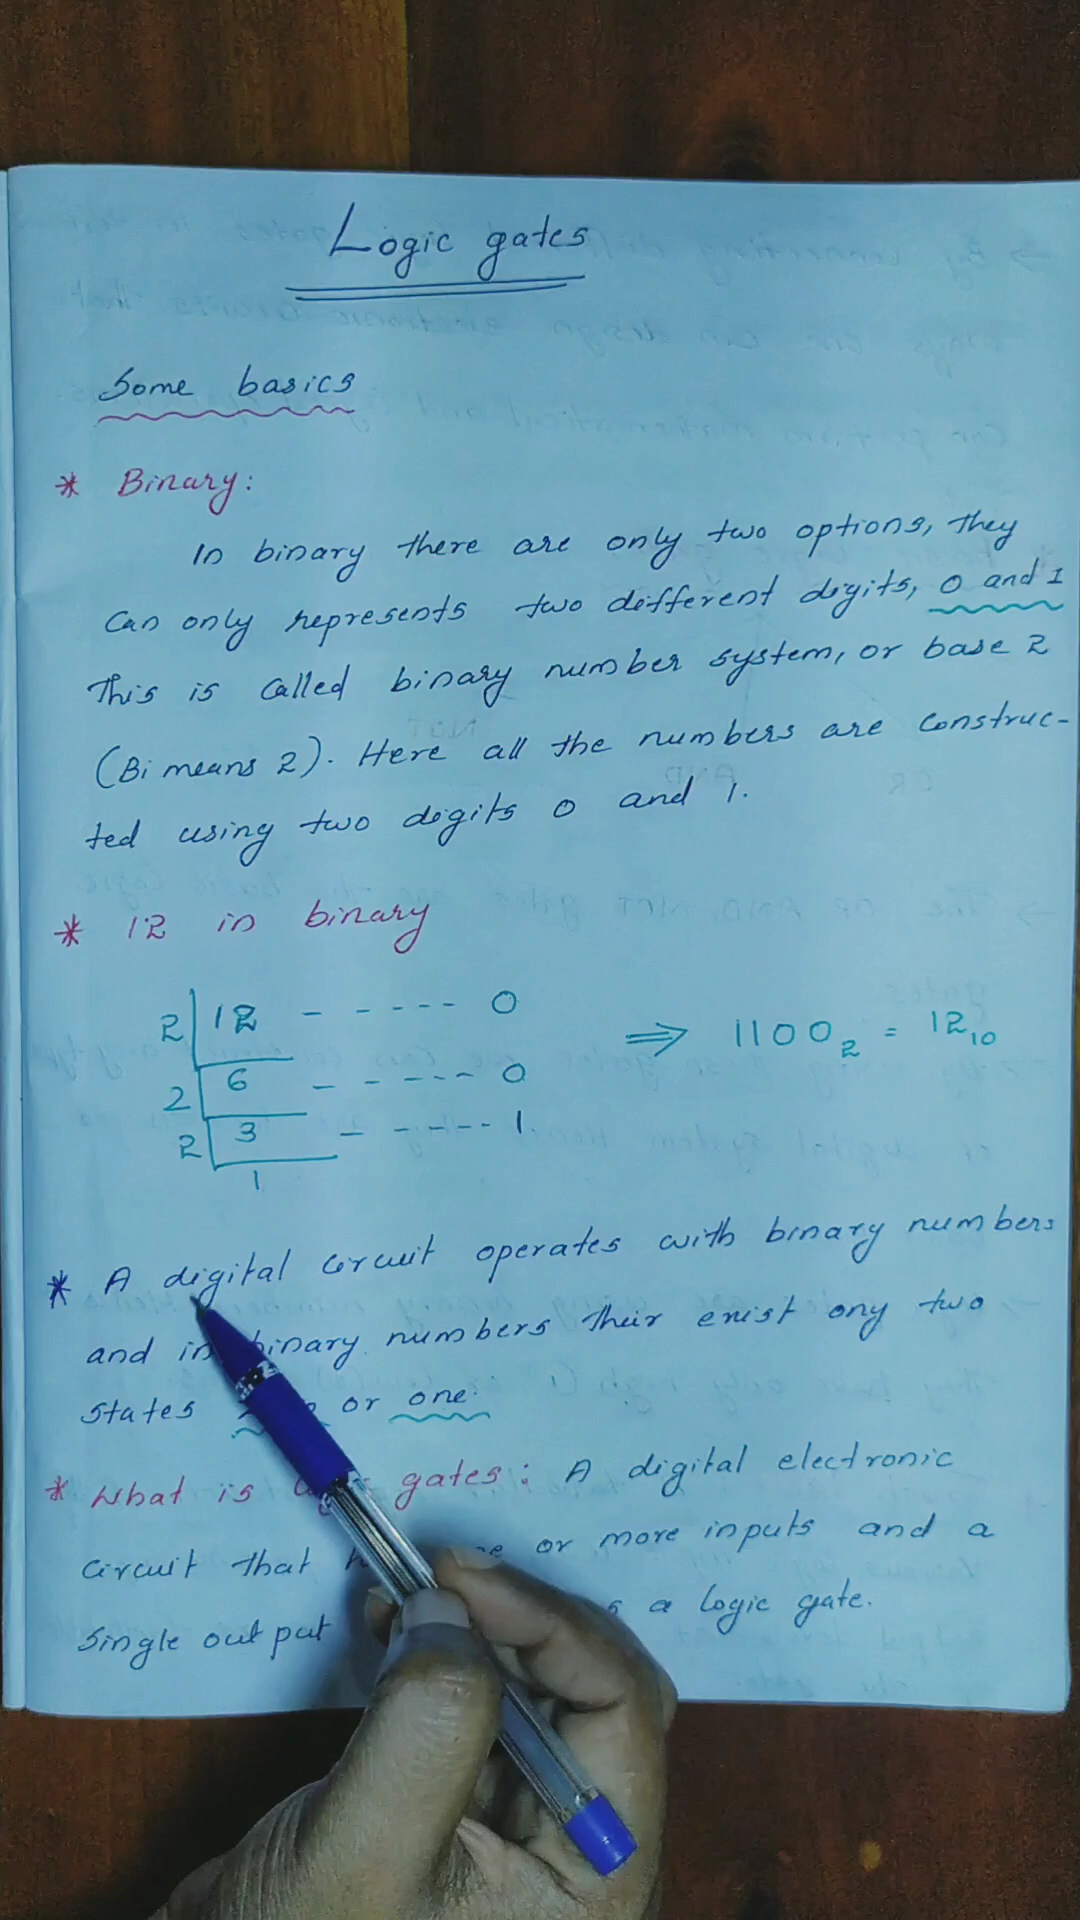 Logic gates
Some basics
* Binary:
In binary there are only two options, they
can only represents two different digits, 0 and 1
This is called binary number system, or base 2
(Bi means 2). Here all the numbers are construc-
ted using two digits 0 and 1.
* 12 in binary
2 12 - - - - - - 0
⇒ 1100₂ = 12₁₀
2 6 - - - - - - 0
2 3 - - - - - - 1
1
* A digital circuit operates with binary numbers
and in binary numbers their exist ony two
states or one
* What is gates: A digital electronic
circuit that or more inputs and a
single output a logic gate.